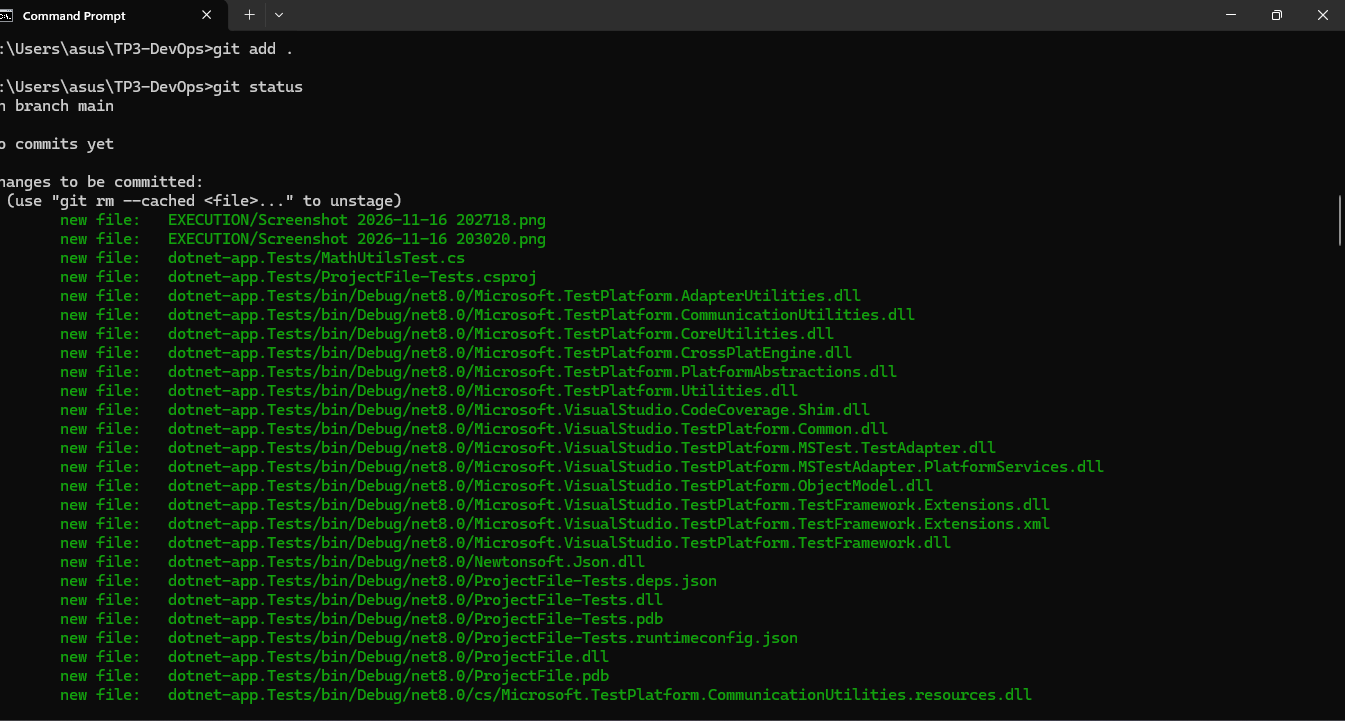 Command Prompt
:\Users\asus\TP3-DevOps>git add .
:\Users\asus\TP3-DevOps>git status
n branch main
o commits yet
hanges to be committed:
(use "git rm --cached <file>..." to unstage)
new file: EXECUTION/Screenshot 2026-11-16 202718.png
new file: EXECUTION/Screenshot 2026-11-16 203020.png
new file: dotnet-app.Tests/MathUtilsTest.cs
new file: dotnet-app.Tests/ProjectFile-Tests.csproj
new file: dotnet-app.Tests/bin/Debug/net8.0/Microsoft.TestPlatform.AdapterUtilities.dll
new file: dotnet-app.Tests/bin/Debug/net8.0/Microsoft.TestPlatform.CommunicationUtilities.dll
new file: dotnet-app.Tests/bin/Debug/net8.0/Microsoft.TestPlatform.CoreUtilities.dll
new file: dotnet-app.Tests/bin/Debug/net8.0/Microsoft.TestPlatform.CrossPlatEngine.dll
new file: dotnet-app.Tests/bin/Debug/net8.0/Microsoft.TestPlatform.PlatformAbstractions.dll
new file: dotnet-app.Tests/bin/Debug/net8.0/Microsoft.TestPlatform.Utilities.dll
new file: dotnet-app.Tests/bin/Debug/net8.0/Microsoft.VisualStudio.CodeCoverage.Shim.dll
new file: dotnet-app.Tests/bin/Debug/net8.0/Microsoft.VisualStudio.TestPlatform.Common.dll
new file: dotnet-app.Tests/bin/Debug/net8.0/Microsoft.VisualStudio.TestPlatform.MSTest.TestAdapter.dll
new file: dotnet-app.Tests/bin/Debug/net8.0/Microsoft.VisualStudio.TestPlatform.MSTestAdapter.PlatformServices.dll
new file: dotnet-app.Tests/bin/Debug/net8.0/Microsoft.VisualStudio.TestPlatform.ObjectModel.dll
new file: dotnet-app.Tests/bin/Debug/net8.0/Microsoft.VisualStudio.TestPlatform.TestFramework.Extensions.dll
new file: dotnet-app.Tests/bin/Debug/net8.0/Microsoft.VisualStudio.TestPlatform.TestFramework.Extensions.xml
new file: dotnet-app.Tests/bin/Debug/net8.0/Microsoft.VisualStudio.TestPlatform.TestFramework.dll
new file: dotnet-app.Tests/bin/Debug/net8.0/Newtonsoft.Json.dll
new file: dotnet-app.Tests/bin/Debug/net8.0/ProjectFile-Tests.deps.json
new file: dotnet-app.Tests/bin/Debug/net8.0/ProjectFile-Tests.dll
new file: dotnet-app.Tests/bin/Debug/net8.0/ProjectFile-Tests.pdb
new file: dotnet-app.Tests/bin/Debug/net8.0/ProjectFile-Tests.runtimeconfig.json
new file: dotnet-app.Tests/bin/Debug/net8.0/ProjectFile.dll
new file: dotnet-app.Tests/bin/Debug/net8.0/ProjectFile.pdb
new file: dotnet-app.Tests/bin/Debug/net8.0/cs/Microsoft.TestPlatform.CommunicationUtilities.resources.dll